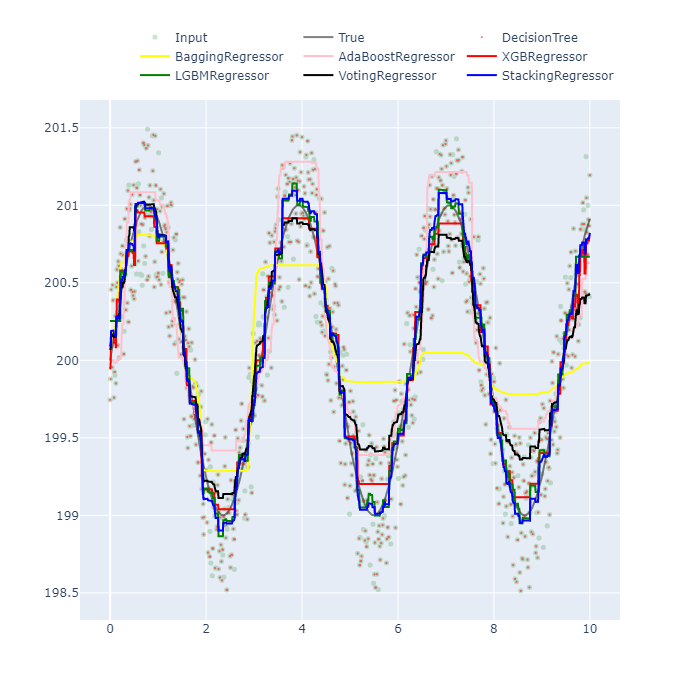 Input True DecisionTree
BaggingRegressor AdaBoostRegressor XGBRegressor
LGBMRegressor VotingRegressor StackingRegressor
201.5
201
200.5
200
199.5
199
198.5
0 2 4 6 8 10